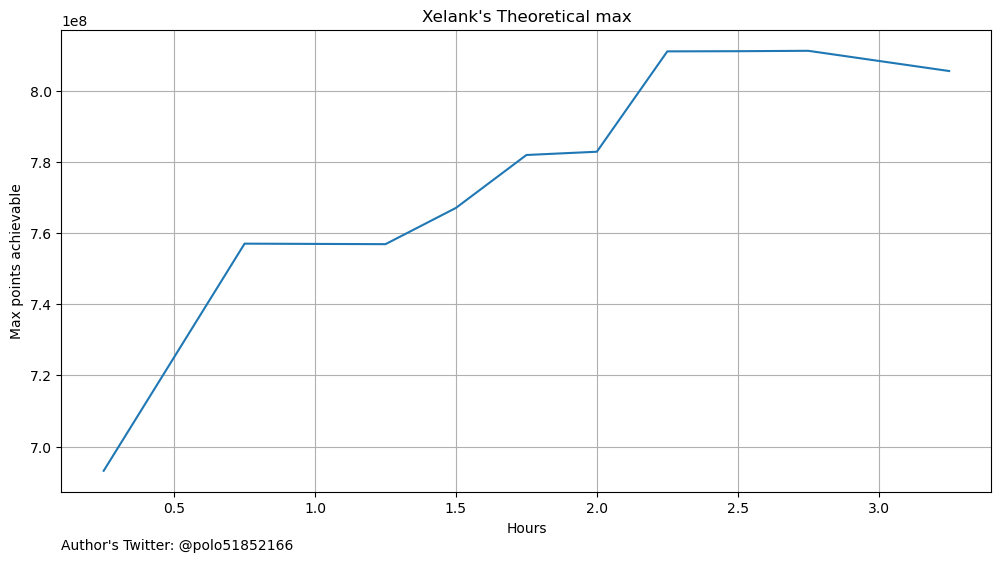 Xelank's Theoretical max
1e8
8.0
7.8
7.6
7.4
7.2
7.0
Max points achievable
0.5 1.0 1.5 2.0 2.5 3.0
Hours
Author's Twitter: @polo51852166